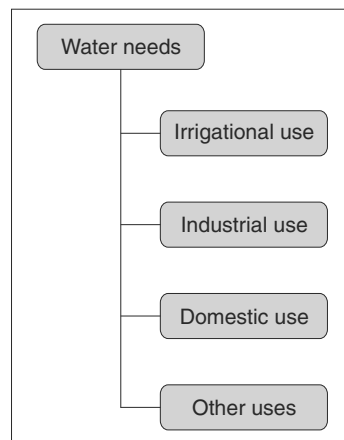 Water needs
Irrigational use
Industrial use
Domestic use
Other uses